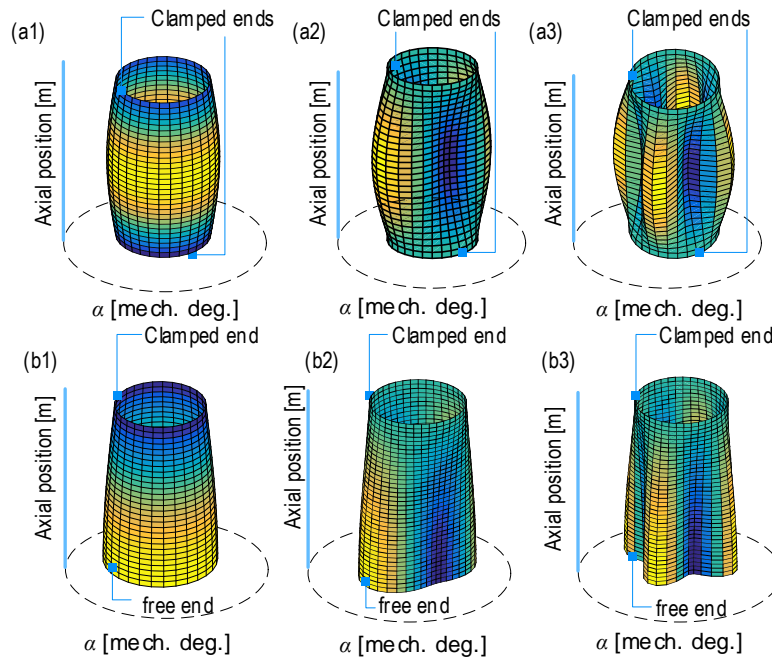 (a1)
Clamped ends
(a2)
Clamped ends
(a3)
Clamped ends
Axial position [m]
Axial position [m]
Axial position [m]
α [mech. deg.]
α [mech. deg.]
α [mech. deg.]
(b1)
Clamped end
(b2)
Clamped end
(b3)
Clamped end
Axial position [m]
Axial position [m]
Axial position [m]
free end
free end
free end
α [mech. deg.]
α [mech. deg.]
α [mech. deg.]